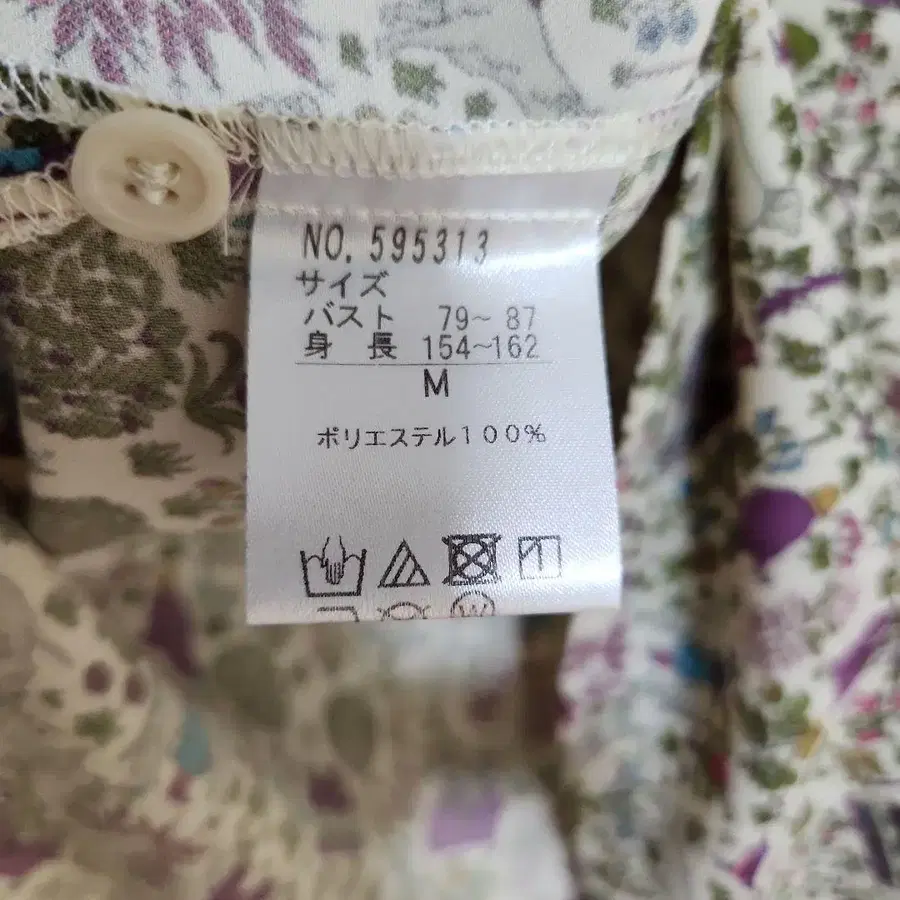 NO. 595313
サイズ
バスト 79～ 87
身 長 154～162
M
ポリエステル100%
W